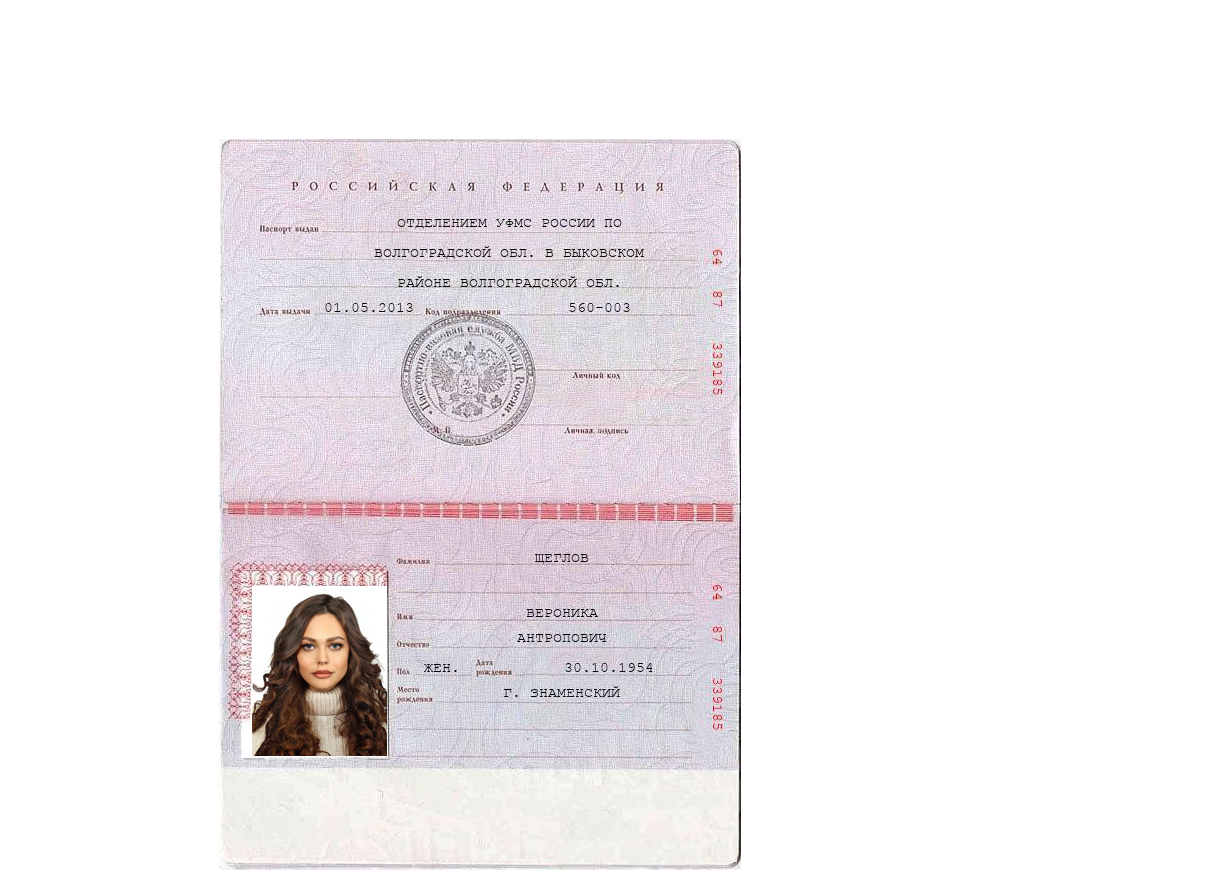 РОССИЙСКАЯ ФЕДЕРАЦИЯ
Паспорт выдан ОТДЕЛЕНИЕМ УФМС РОССИИ ПО
ВОЛГОГРАДСКОЙ ОБЛ. В БЫКОВСКОМ
РАЙОНЕ ВОЛГОГРАДСКОЙ ОБЛ.
Дата выдачи 01.05.2013 Код подразделения 560-003
64 87 339185
Паспортно-визовая служба МВД России
Личный код
М. П.
Личная подпись
Фамилия ЩЕГЛОВ
Имя ВЕРОНИКА
Отчество АНТРОПОВИЧ
Пол ЖЕН. Дата рождения 30.10.1954
Место рождения Г. ЗНАМЕНСКИЙ
64 87 339185